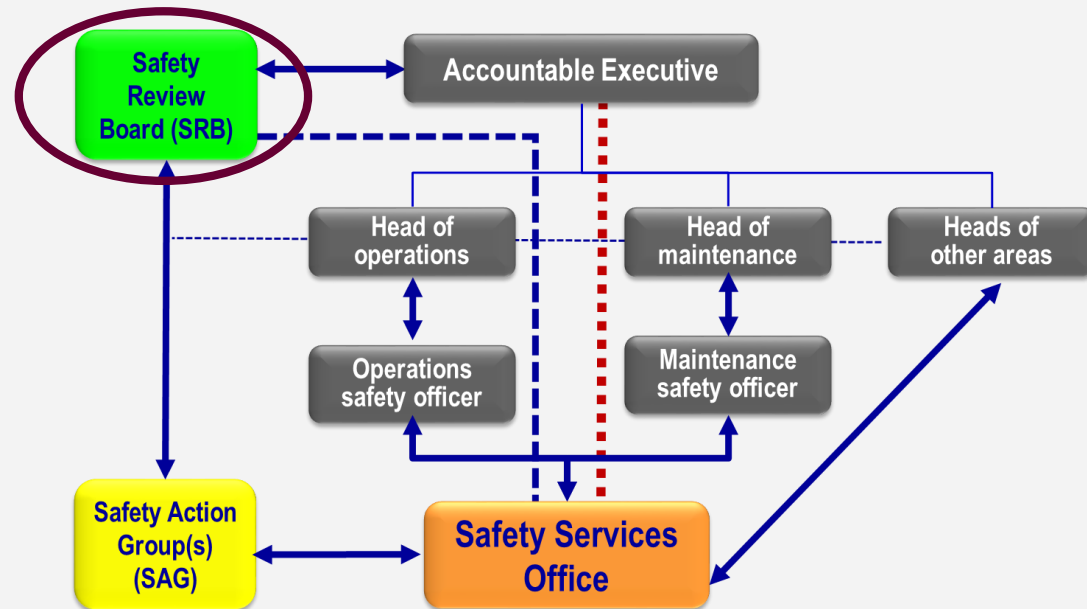 Safety
Review
Board (SRB)
Accountable Executive
Head of
operations
Head of
maintenance
Heads of
other areas
Operations
safety officer
Maintenance
safety officer
Safety Action
Group(s)
(SAG)
Safety Services
Office